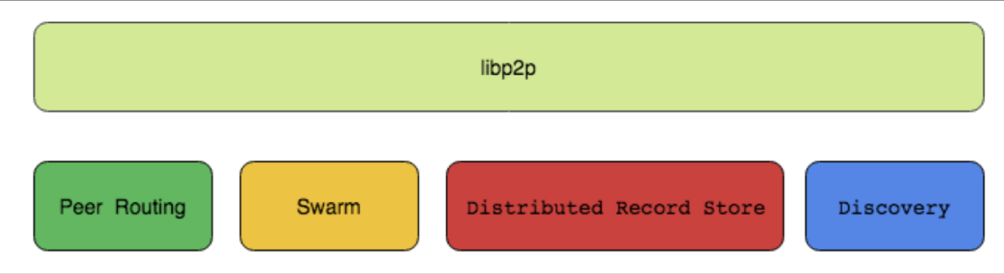 libp2p
Peer Routing
Swarm
Distributed Record Store
Discovery